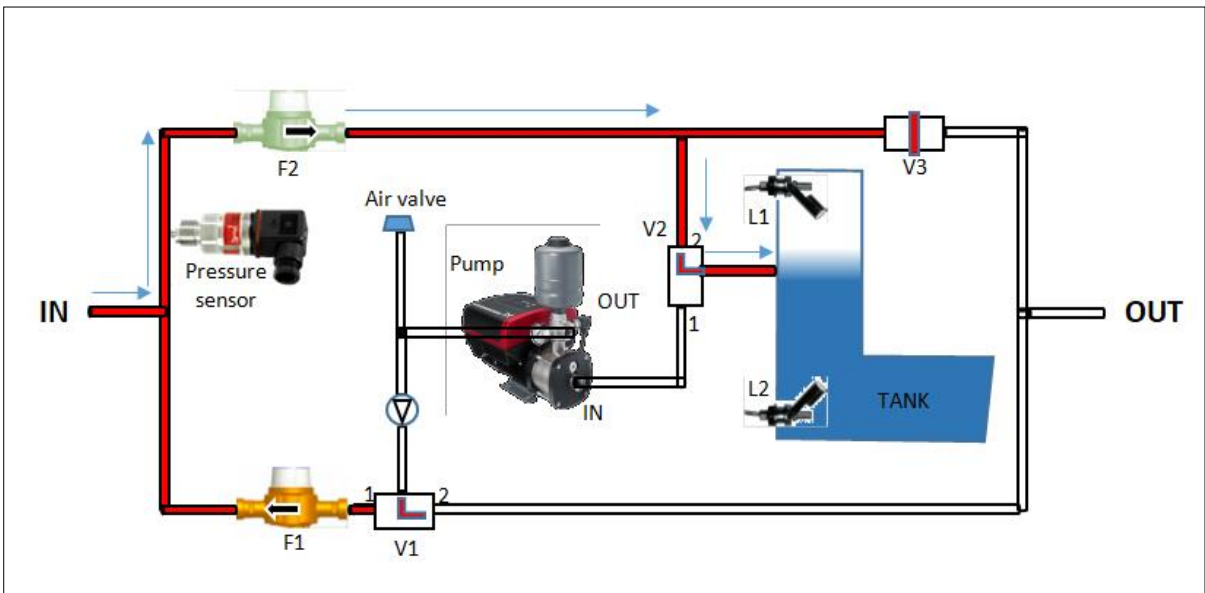 F2
V3
Air valve
L1
V2
2
Pump
Pressure
sensor
OUT
IN
OUT
1
L2
TANK
IN
1
2
F1
V1